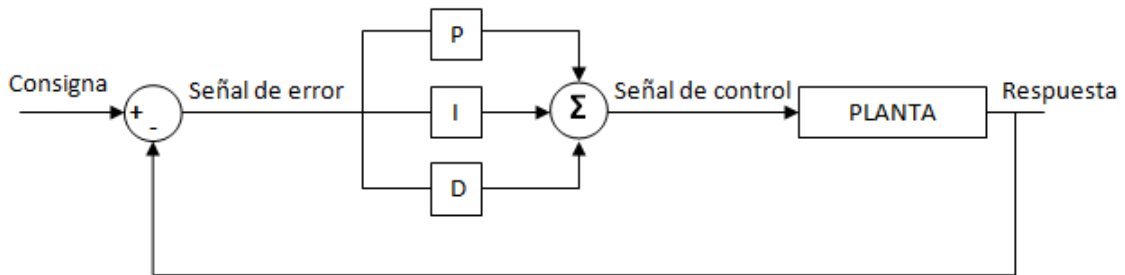 P
Consigna
Señal de error
Señal de control
Respuesta
+
-
I
Σ
PLANTA
D